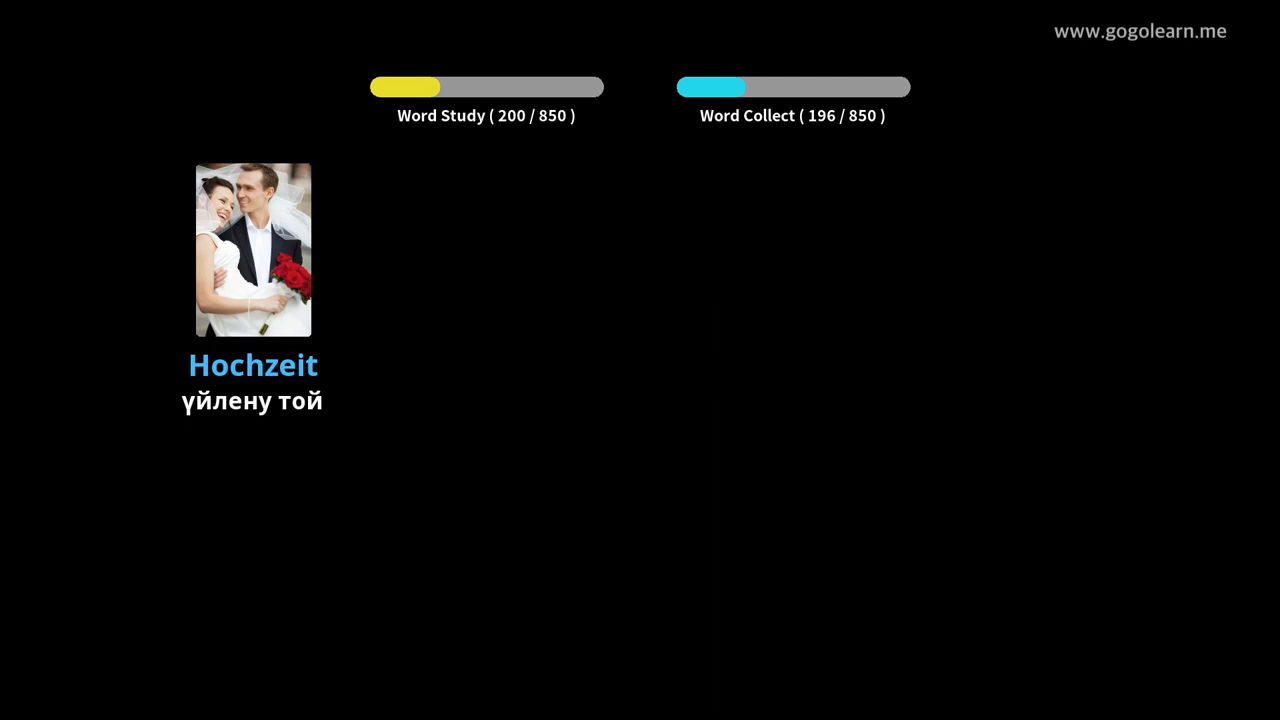 www.gogolearn.me
Word Study ( 200 / 850 )
Word Collect ( 196 / 850 )
Hochzeit
үйлену той